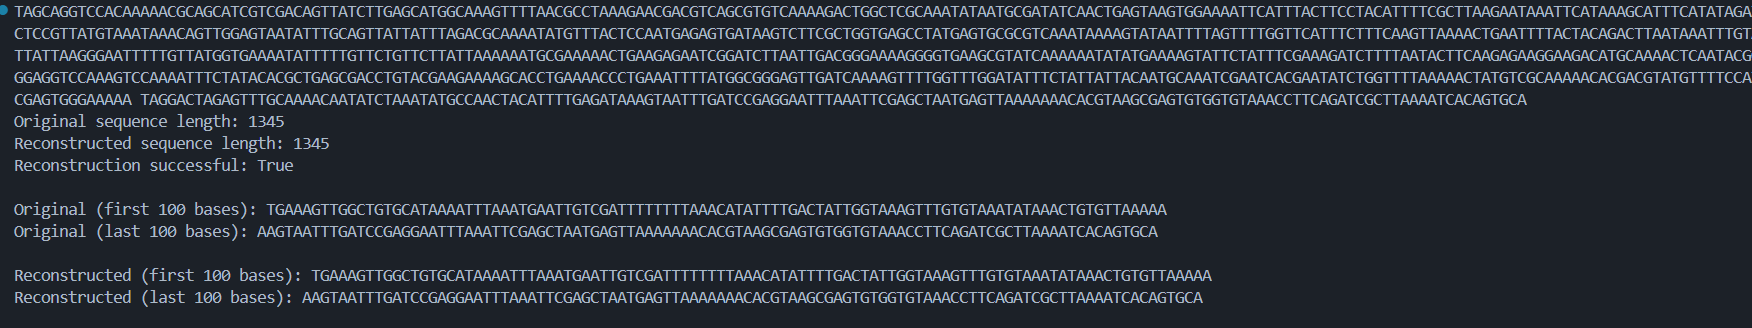 TAGCAGGTCCACAAAAACGCAGCATCGTCGACAGTTATCTTGAGCATGGCAAAGTTTTAACGCCTAAAGAACGACGTCAGCGTGTCAAAAGACTGGCTCGCAAATATAATGCGATATCAACTGAGTAAGTGGAAAATTCATTTACTTCCTACATTTTCGCTTAAGAATAAATTCATAAAGCATTTCATATAGA
CTCCGTTATGTAAATAAACAGTTGGAGTAATATTTGCAGTTATTATTTAGACGCAAAATATGTTTACTCCAATGAGAGTGATAAGTCTTCGCTGGTGAGCCTATGAGTGCGCGTCAAATAAAAGTATAATTTTAGTTTTGGTTCATTTCTTTCAAGTTAAAACTGAATTTTACTACAGACTTAATAAATTTGT
TTATTAAGGGAATTTTTGTTATGGTGAAAATATTTTTGTTCTGTTCTTATTAAAAAATGCGAAAAACTGAAGAGAATCGGATCTTAATTGACGGGAAAAGGGGTGAAGCGTATCAAAAAATATATGAAAAGTATTCTATTTCGAAAGATCTTTTAATACTTCAAGAGAAGGAAGACATGCAAAACTCAATACG
GGAGGTCCAAAGTCCAAAATTTCTATACACGCTGAGCGACCTGTACGAAGAAAAGCACCTGAAAACCCTGAAATTTTATGGCGGGAGTTGATCAAAAGTTTTGGTTTGGATATTTCTATTATTACAATGCAAATCGAATCACGAATATCTGGTTTTAAAAACTATGTCGCAAAAACACGACGTATGTTTTCCA
CGAGTGGGAAAAA TAGGACTAGAGTTTGCAAAACAATATCTAAATATGCCAACTACATTTTGAGATAAAGTAATTTGATCCGAGGAATTTAAATTCGAGCTAATGAGTTAAAAAAACACGTAAGCGAGTGTGGTGTAAACCTTCAGATCGCTTAAAATCACAGTGCA
Original sequence length: 1345
Reconstructed sequence length: 1345
Reconstruction successful: True
Original (first 100 bases): TGAAAGTTGGCTGTGCATAAAATTTAAATGAATTGTCGATTTTTTTTAAACATATTTTGACTATTGGTAAAGTTTGTGTAAATATAAACTGTGTTAAAAA
Original (last 100 bases): AAGTAATTTGATCCGAGGAATTTAAATTCGAGCTAATGAGTTAAAAAAACACGTAAGCGAGTGTGGTGTAAACCTTCAGATCGCTTAAAATCACAGTGCA
Reconstructed (first 100 bases): TGAAAGTTGGCTGTGCATAAAATTTAAATGAATTGTCGATTTTTTTTAAACATATTTTGACTATTGGTAAAGTTTGTGTAAATATAAACTGTGTTAAAAA
Reconstructed (last 100 bases): AAGTAATTTGATCCGAGGAATTTAAATTCGAGCTAATGAGTTAAAAAAACACGTAAGCGAGTGTGGTGTAAACCTTCAGATCGCTTAAAATCACAGTGCA